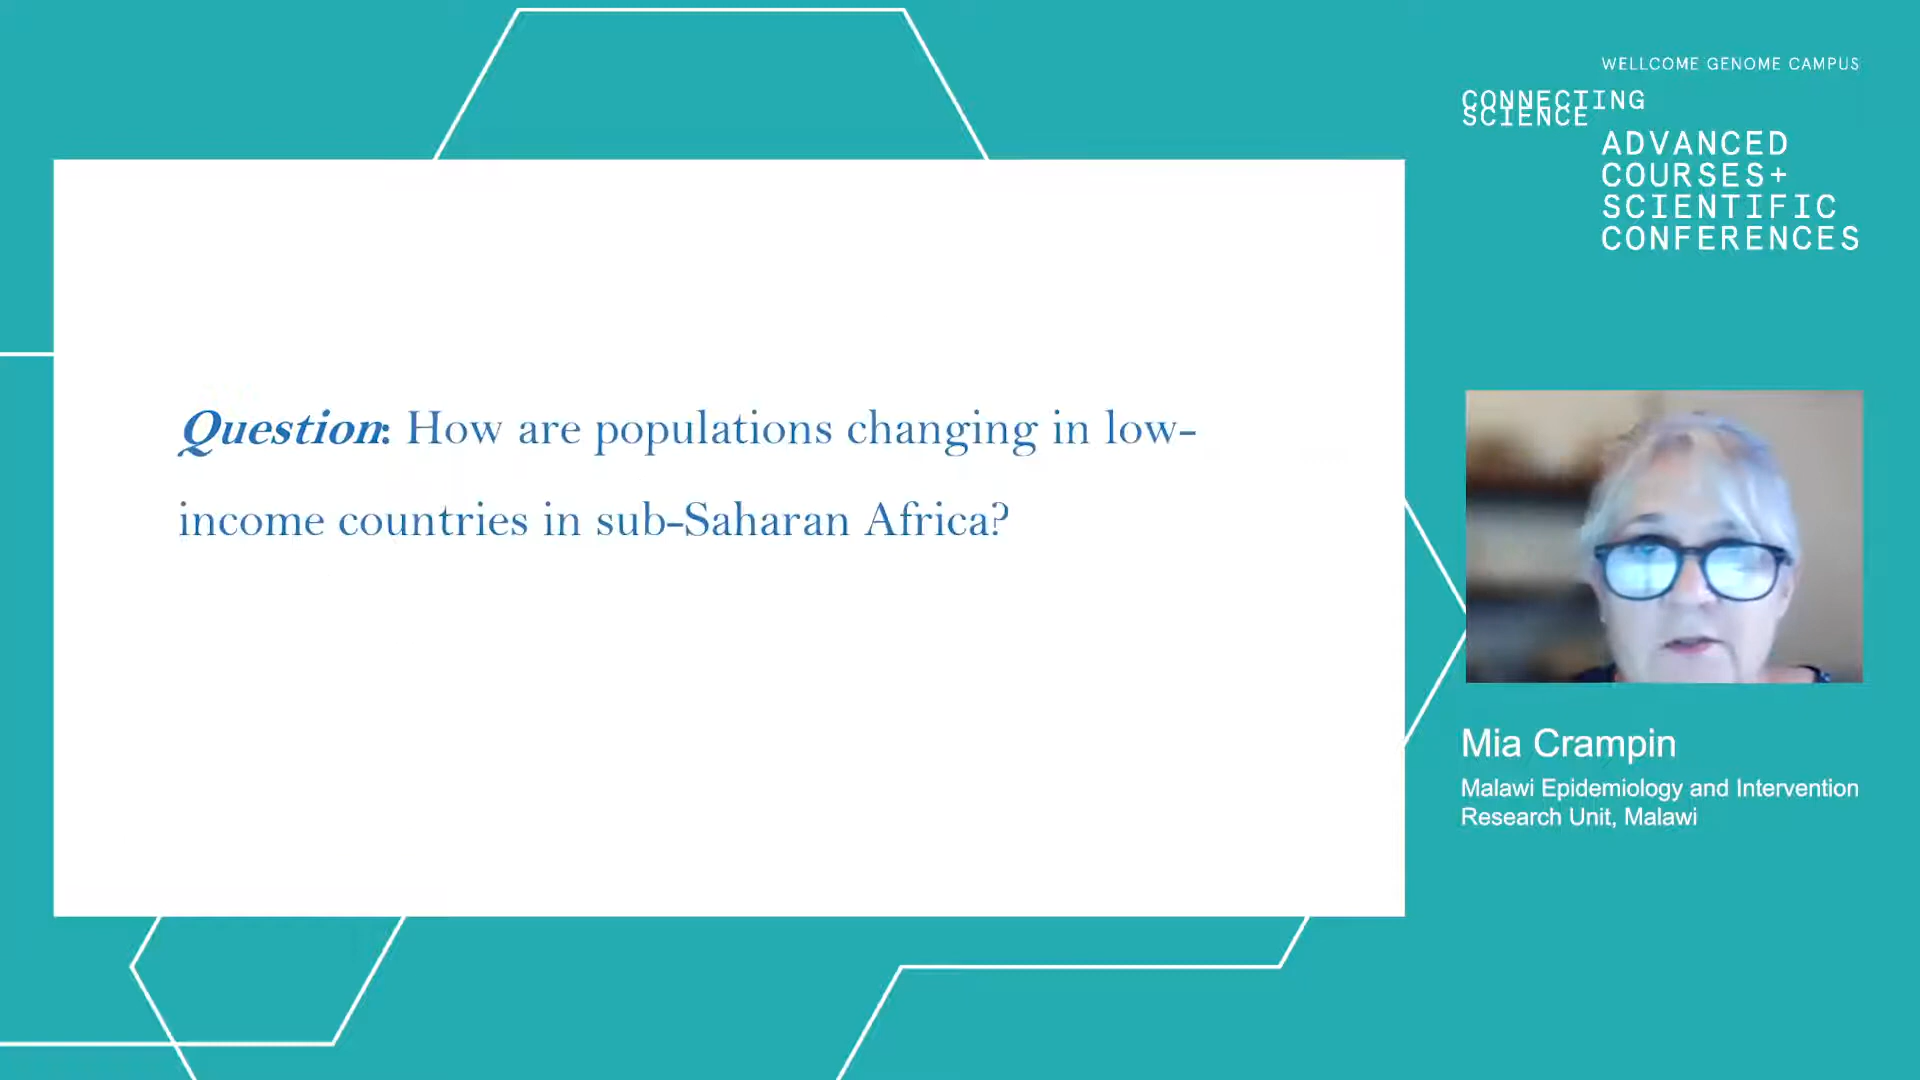 WELLCOME GENOME CAMPUS
CONNECTING
SCIENCE
ADVANCED
COURSES+
SCIENTIFIC
CONFERENCES
Question: How are populations changing in low-
income countries in sub-Saharan Africa?
Mia Crampin
Malawi Epidemiology and Intervention
Research Unit, Malawi